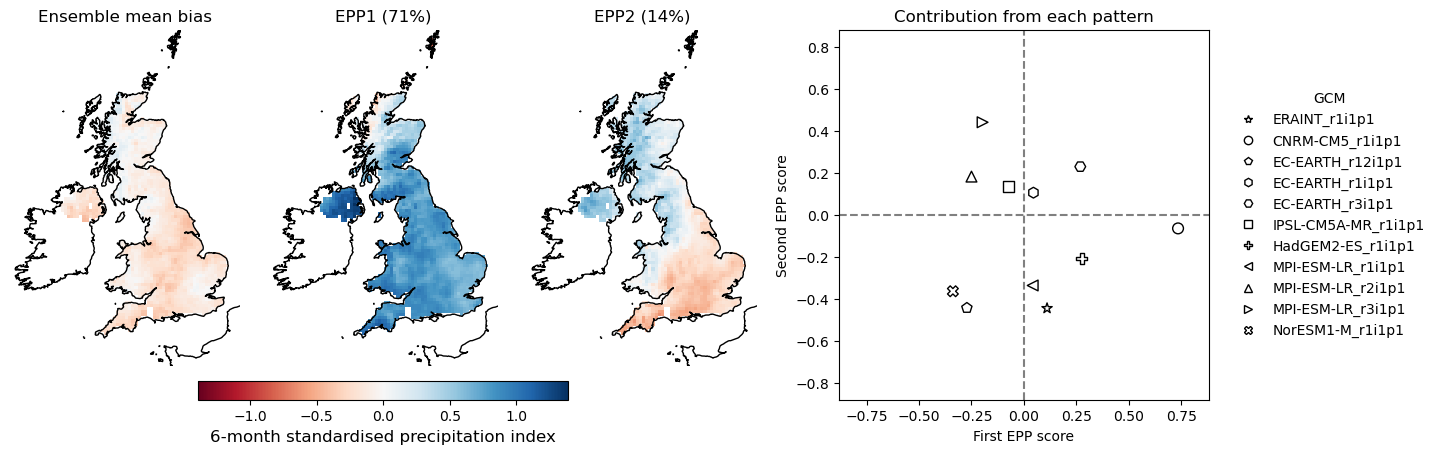 Ensemble mean bias
EPP1 (71%)
EPP2 (14%)
−1.0 −0.5 0.0 0.5 1.0
6-month standardised precipitation index
Contribution from each pattern
Second EPP score
0.8
0.6
0.4
0.2
0.0
−0.2
−0.4
−0.6
−0.8
−0.75 −0.50 −0.25 0.00 0.25 0.50 0.75
First EPP score
GCM
ERAINT_r1i1p1
CNRM-CM5_r1i1p1
EC-EARTH_r12i1p1
EC-EARTH_r1i1p1
EC-EARTH_r3i1p1
IPSL-CM5A-MR_r1i1p1
HadGEM2-ES_r1i1p1
MPI-ESM-LR_r1i1p1
MPI-ESM-LR_r2i1p1
MPI-ESM-LR_r3i1p1
NorESM1-M_r1i1p1